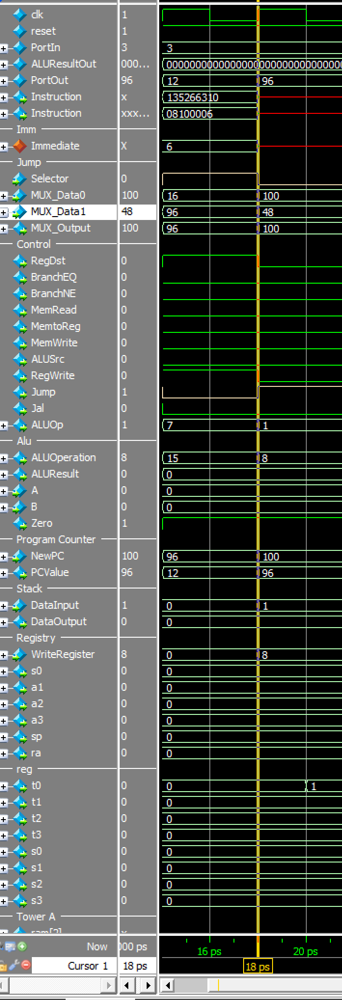 clk 1
reset 1
PortIn 3 3
ALUResultOut 000... 00000000000000000000000000000000
PortOut 96 12 96
Instruction x 135266310
Instruction xxx... 08100006
Imm
Immediate X 6
Jump
Selector 0
MUX_Data0 100 16 100
MUX_Data1 48 96 48
MUX_Output 100 96 100
Control
RegDst 0
BranchEQ 0
BranchNE 0
MemRead 0
MemtoReg 0
MemWrite 0
ALUSrc 0
RegWrite 0
Jump 1
Jal 0
ALUOp 1 7 1
Alu
ALUOperation 8 15 8
ALUResult 0 0
A 0 0
B 0 0
Zero 1
Program Counter
NewPC 100 96 100
PCValue 96 12 96
Stack
DataInput 1 0 1
DataOutput 0 0
Registry
WriteRegister 8 0 8
s0 0 0
a1 0 0
a2 0 0
a3 0 0
sp 0 0
ra 0 0
reg
t0 0 0 1
t1 0 0
t2 0 0
t3 0 0
s0 0 0
s1 0 0
s2 0 0
s3 0 0
Tower A
Now 000 ps 16 ps 20 ps
Cursor 1 18 ps 18 ps